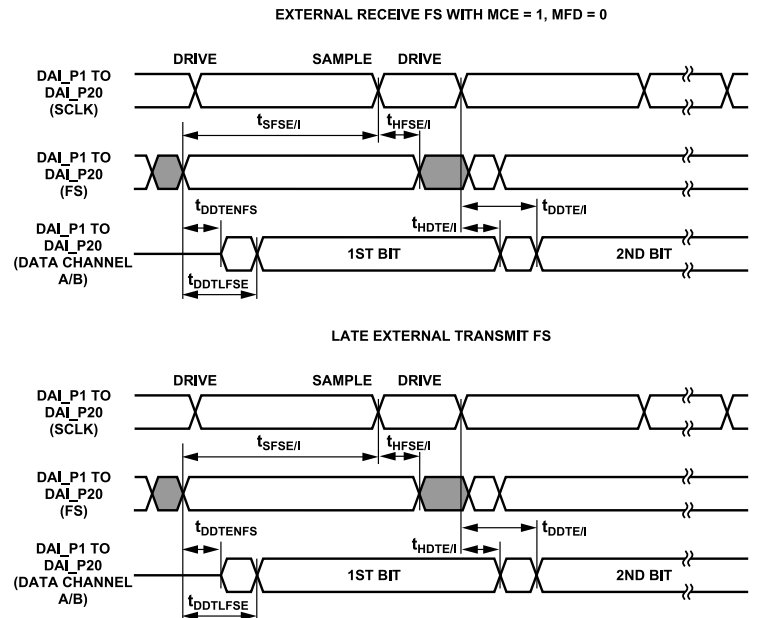 EXTERNAL RECEIVE FS WITH MCE = 1, MFD = 0
DRIVE SAMPLE DRIVE
DAI_P1 TO
DAI_P20
(SCLK)
tSFSE/I tHFSE/I
DAI_P1 TO
DAI_P20
(FS)
tDDTENFS tHDTE/I tDDTE/I
DAI_P1 TO
DAI_P20
(DATA CHANNEL
A/B)
1ST BIT 2ND BIT
tDDTLFSE
LATE EXTERNAL TRANSMIT FS
DRIVE SAMPLE DRIVE
DAI_P1 TO
DAI_P20
(SCLK)
tSFSE/I tHFSE/I
DAI_P1 TO
DAI_P20
(FS)
tDDTENFS tHDTE/I tDDTE/I
DAI_P1 TO
DAI_P20
(DATA CHANNEL
A/B)
1ST BIT 2ND BIT
tDDTLFSE